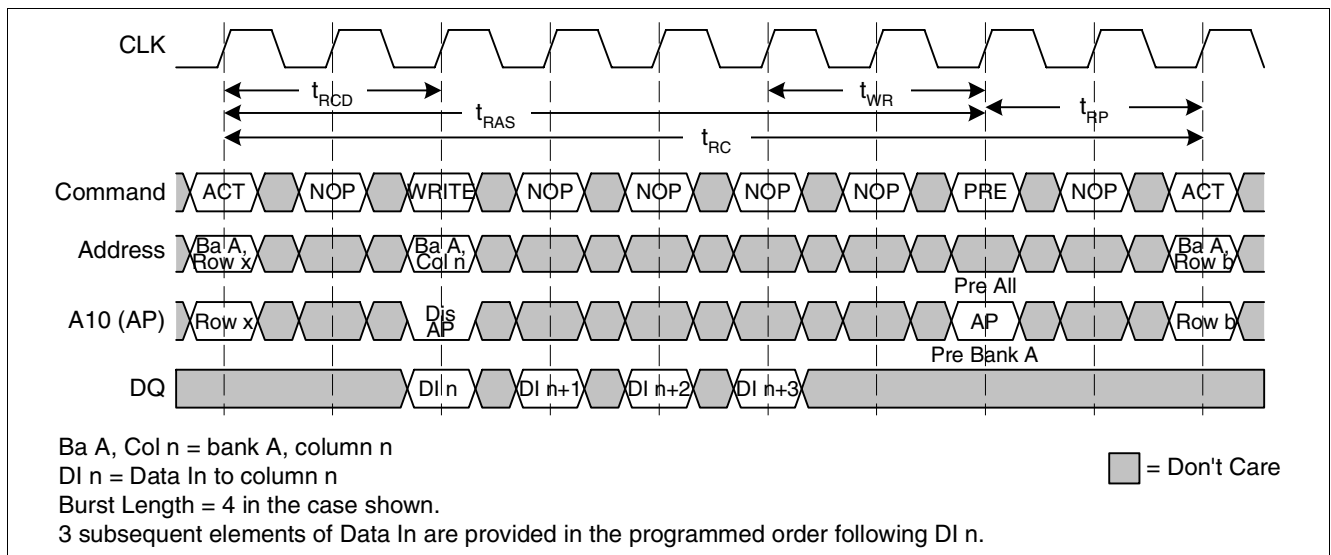 CLK
tRCD
tWR
tRAS
tRP
tRC
Command ACT NOP WRITE NOP NOP NOP NOP PRE NOP ACT
Address Ba A, Row x Ba A, Col n Ba A, Row b
Pre All
A10 (AP) Row x Dis AP AP Row b
Pre Bank A
DQ DI n DI n+1 DI n+2 DI n+3
Ba A, Col n = bank A, column n
DI n = Data In to column n
= Don't Care
Burst Length = 4 in the case shown.
3 subsequent elements of Data In are provided in the programmed order following DI n.